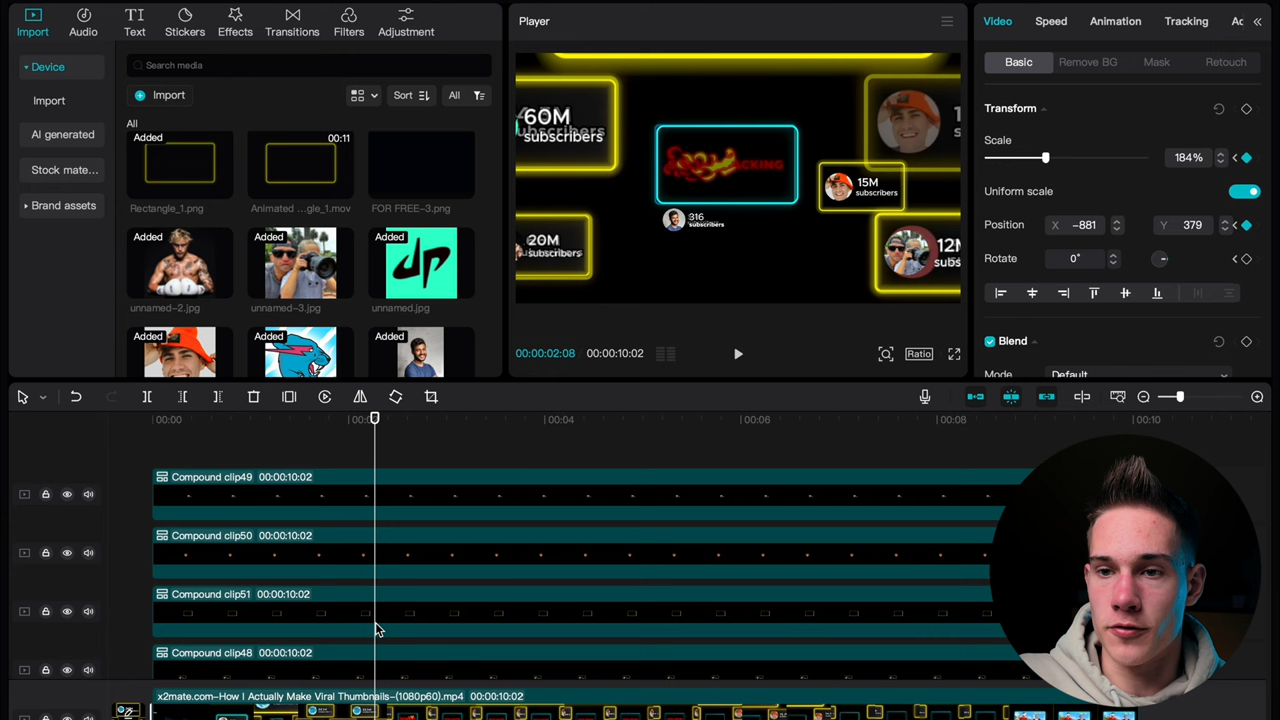 Import
Audio
Text
Stickers
Effects
Transitions
Filters
Adjustment
Device
Import
AI generated
Stock mate...
Brand assets
Search media
Import
Sort
All
All
Added
00:11
Rectangle_1.png
Animated ...gle_1.mov
FOR FREE-3.png
Added
Added
Added
unnamed-2.jpg
unnamed-3.jpg
unnamed.jpg
Added
Added
Added
Player
60M
subscribers
20M
subscribers
316
subscribers
15M
subscribers
12M
00:00:02:08
00:00:10:02
Ratio
Video
Speed
Animation
Tracking
Basic
Remove BG
Mask
Retouch
Transform
Scale
184%
Uniform scale
Position
X
-881
Y
379
Rotate
0°
Blend
Mode
Default
00:00
00:04
00:06
00:08
00:10
Compound clip49 00:00:10:02
Compound clip50 00:00:10:02
Compound clip51 00:00:10:02
Compound clip48 00:00:10:02
x2mate.com-How I Actually Make Viral Thumbnails-(1080p60).mp4 00:00:10:02